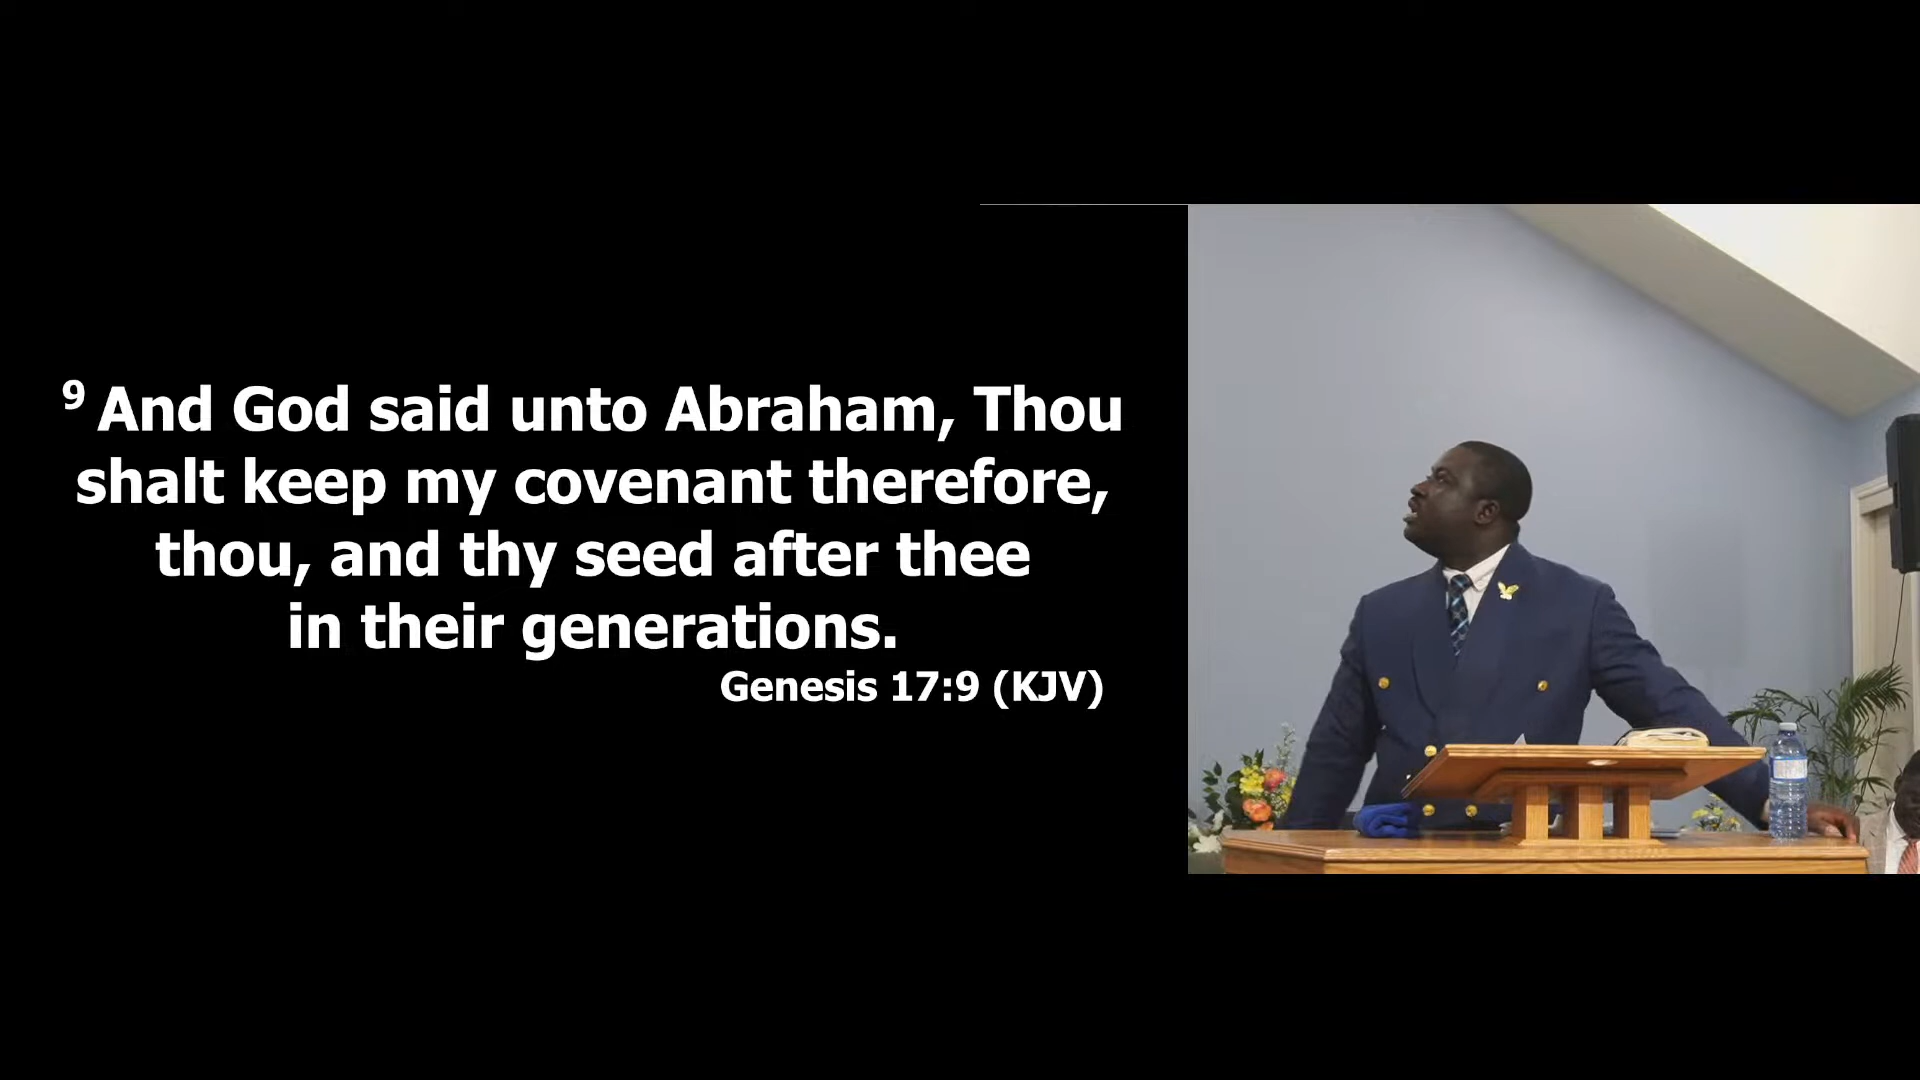 9 And God said unto Abraham, Thou
shalt keep my covenant therefore,
thou, and thy seed after thee
in their generations.
Genesis 17:9 (KJV)